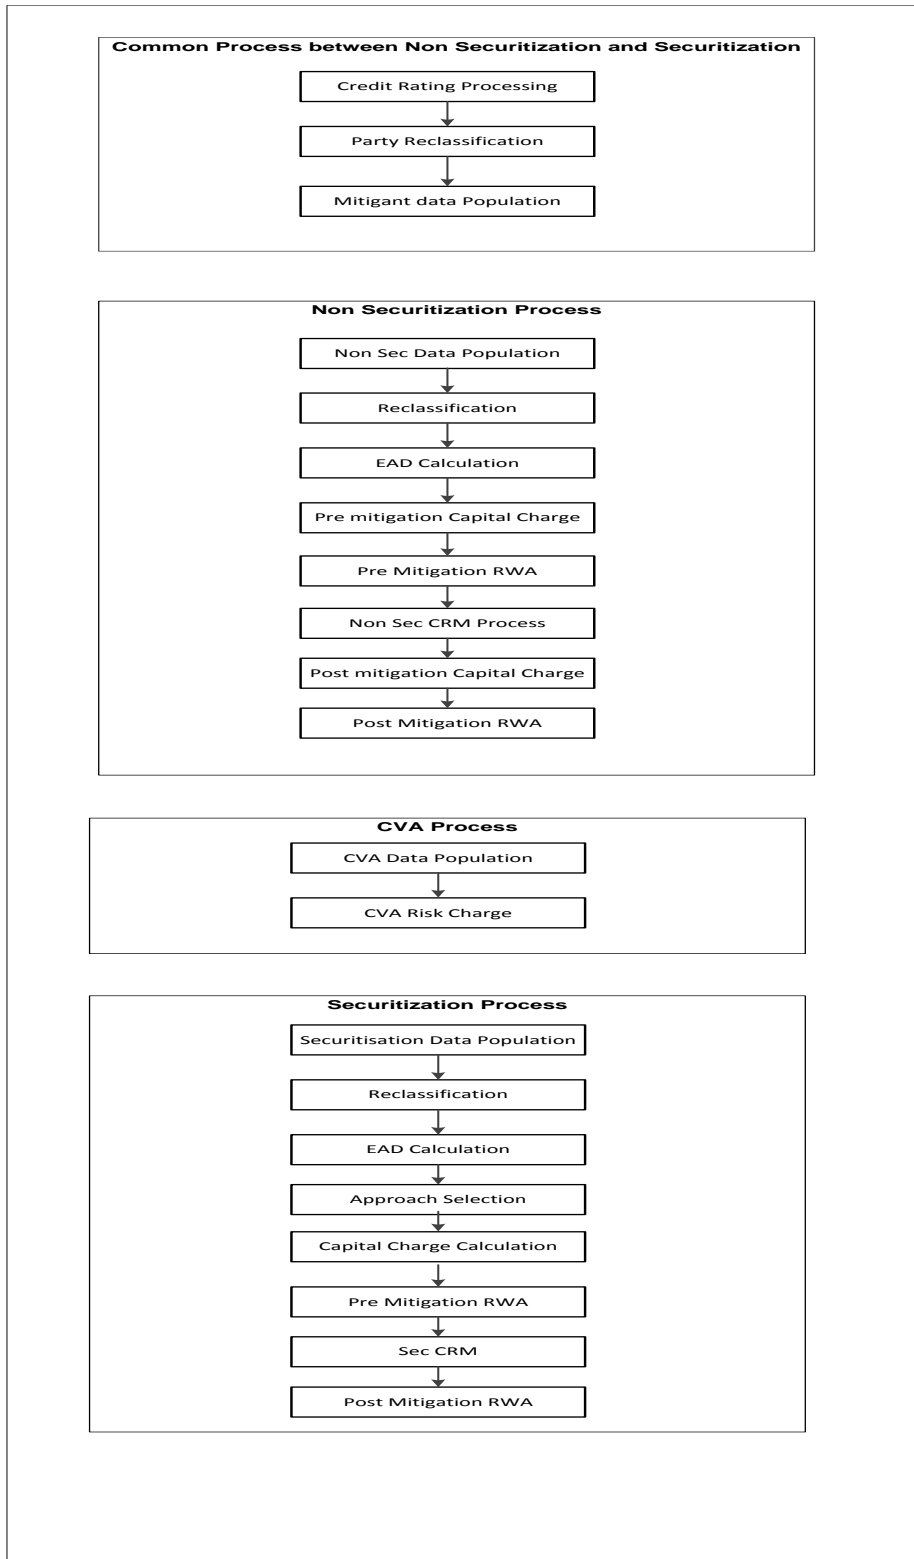 Common Process between Non Securitization and Securitization
Credit Rating Processing
Party Reclassification
Mitigant data Population
Non Securitization Process
Non Sec Data Population
Reclassification
EAD Calculation
Pre mitigation Capital Charge
Pre Mitigation RWA
Non Sec CRM Process
Post mitigation Capital Charge
Post Mitigation RWA
CVA Process
CVA Data Population
CVA Risk Charge
Securitization Process
Securitisation Data Population
Reclassification
EAD Calculation
Approach Selection
Capital Charge Calculation
Pre Mitigation RWA
Sec CRM
Post Mitigation RWA